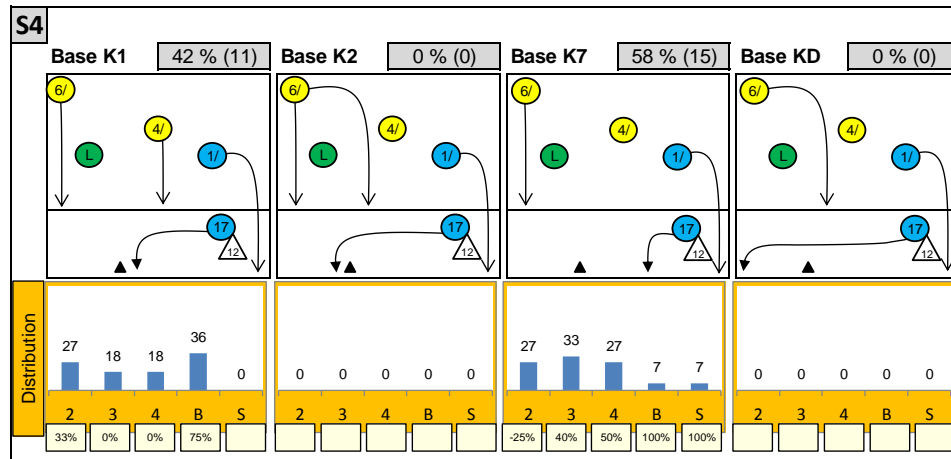 S4
Base K1 42 % (11) Base K2 0 % (0) Base K7 58 % (15) Base KD 0 % (0)
6/ 6/ 6/ 6/
4/ 4/ 4/ 4/
L 1/ L 1/ L 1/ L 1/
17 17 17 17
12 12 12 12
Distribution
27 18 18 36 0 0 0 0 0 0 27 33 27 7 7 0 0 0 0 0
2 3 4 B S 2 3 4 B S 2 3 4 B S 2 3 4 B S
33% 0% 0% 75% -25% 40% 50% 100% 100%